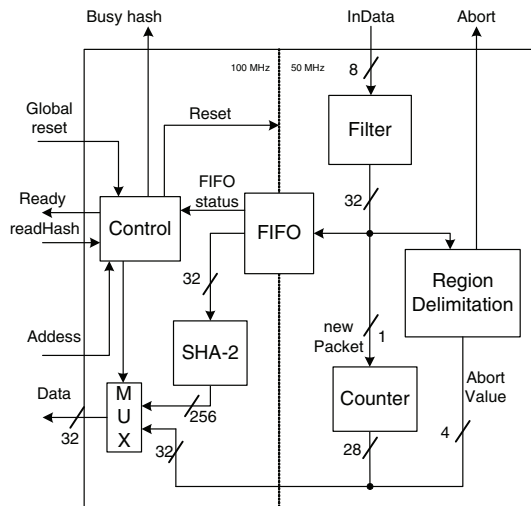 Busy hash
InData
Abort
100 MHz
50 MHz
8
Global
reset
Reset
Filter
Ready
readHash
Control
FIFO
status
32
FIFO
Region
Delimitation
32
new
Packet
1
Addess
SHA-2
Abort
Value
Data
32
M
U
X
256
32
Counter
28
4